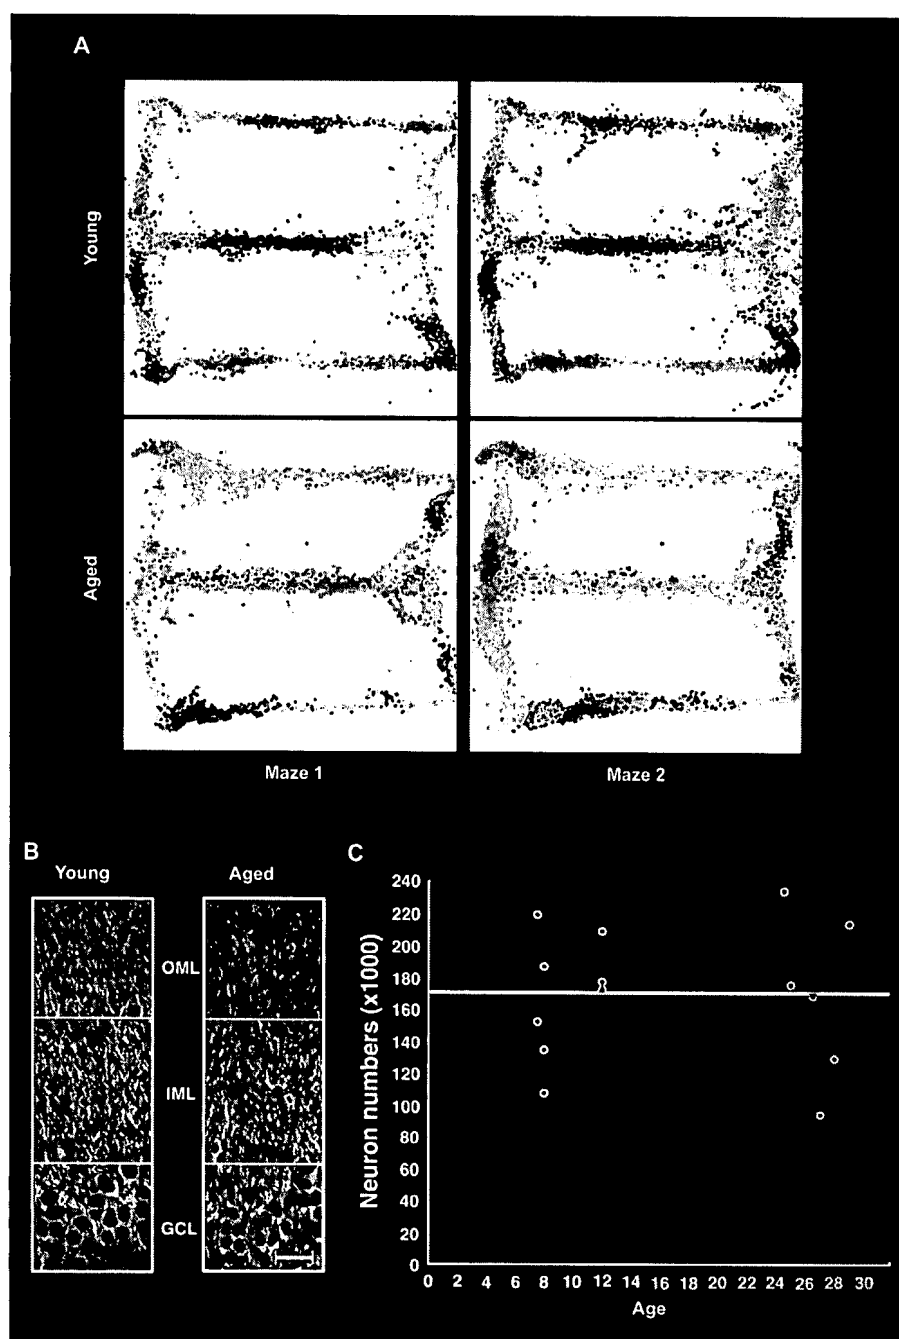 A
Young
Aged
Maze 1
Maze 2
B
Young
Aged
OML
IML
GCL
C
Neuron numbers (x1000)
240
220
200
180
160
140
120
100
80
60
40
20
0
0 2 4 6 8 10 12 14 16 18 20 22 24 26 28 30
Age